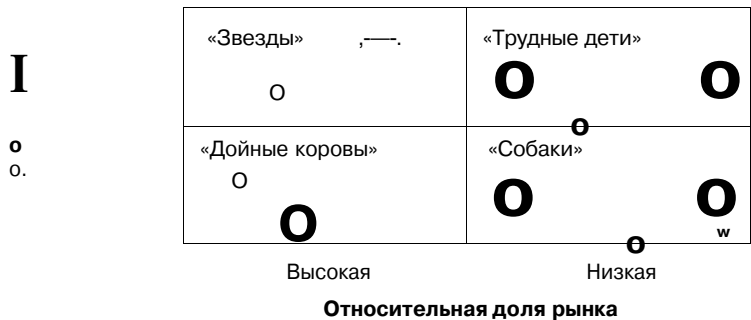 «Звезды» ,-—-.
«Трудные дети»
I
О
О О
о
о
о.
«Дойные коровы»
«Собаки»
О
О
О О
w
о
Высокая Низкая
Относительная доля рынка